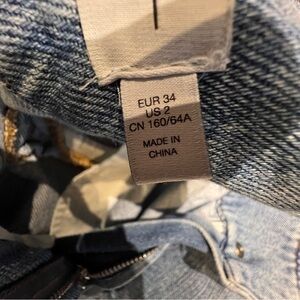 EUR 34
US 2
CN 160/64A
MADE IN
CHINA